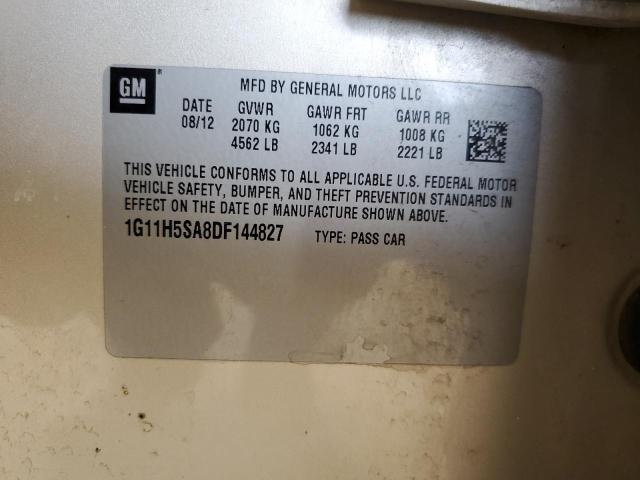 GM
MFD BY GENERAL MOTORS LLC
DATE GVWR GAWR FRT GAWR RR
08/12 2070 KG 1062 KG 1008 KG
4562 LB 2341 LB 2221 LB
THIS VEHICLE CONFORMS TO ALL APPLICABLE U.S. FEDERAL MOTOR
VEHICLE SAFETY, BUMPER, AND THEFT PREVENTION STANDARDS IN
EFFECT ON THE DATE OF MANUFACTURE SHOWN ABOVE.
1G11H5SA8DF144827 TYPE: PASS CAR